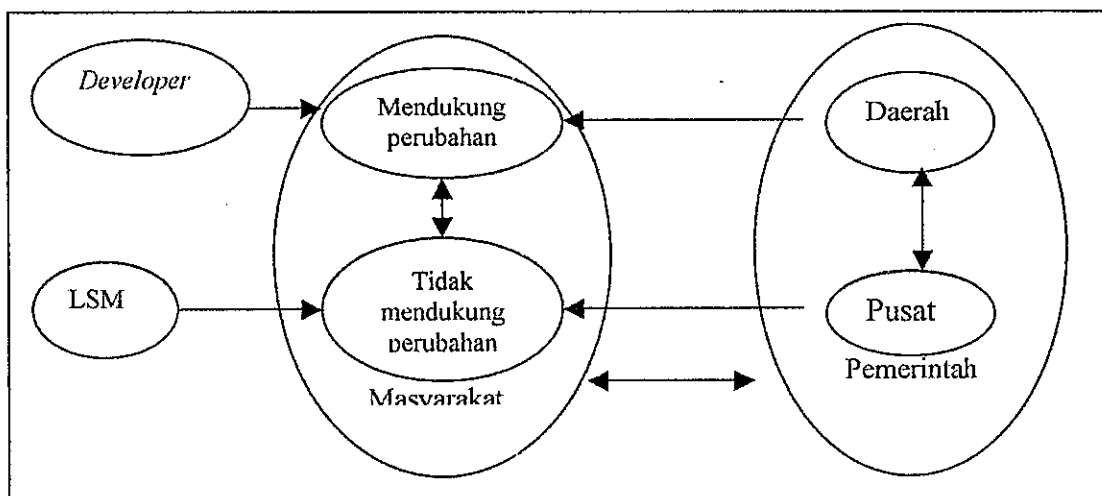 Developer
Mendukung
perubahan
Daerah
LSM
Tidak
mendukung
perubahan
Masyarakat
Pusat
Pemerintah